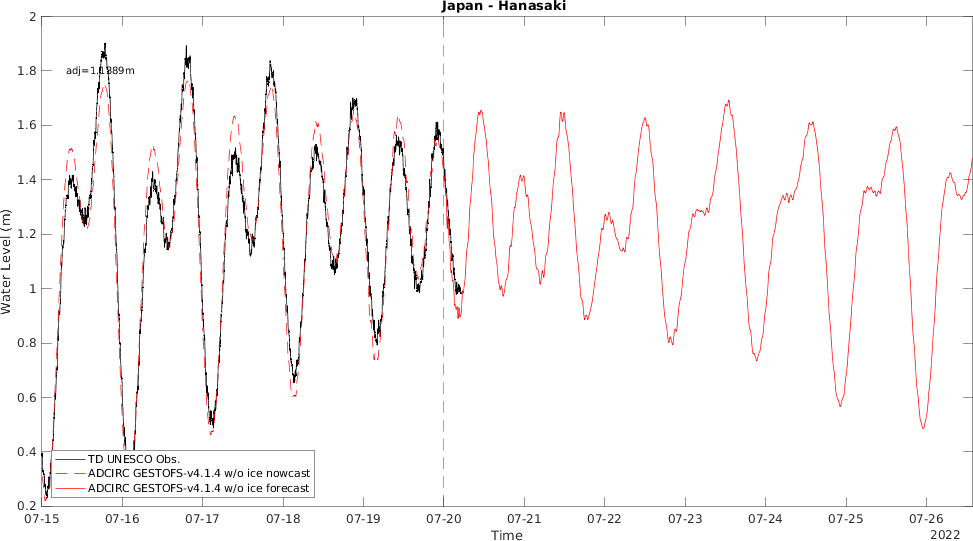 Japan - Hanasaki
2
1.8
1.6
1.4
1.2
1
0.8
0.6
0.4
0.2
Water Level (m)
TD UNESCO Obs.
ADCIRC GESTOFS-v4.1.4 w/o ice nowcast
ADCIRC GESTOFS-v4.1.4 w/o ice forecast
07-15 07-16 07-17 07-18 07-19 07-20 07-21 07-22 07-23 07-24 07-25 07-26
Time
2022